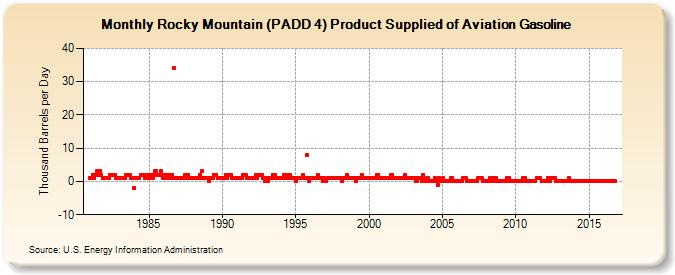 Monthly Rocky Mountain (PADD 4) Product Supplied of Aviation Gasoline
Thousand Barrels per Day
40
30
20
10
0
-10
1985 1990 1995 2000 2005 2010 2015
Source: U.S. Energy Information Administration